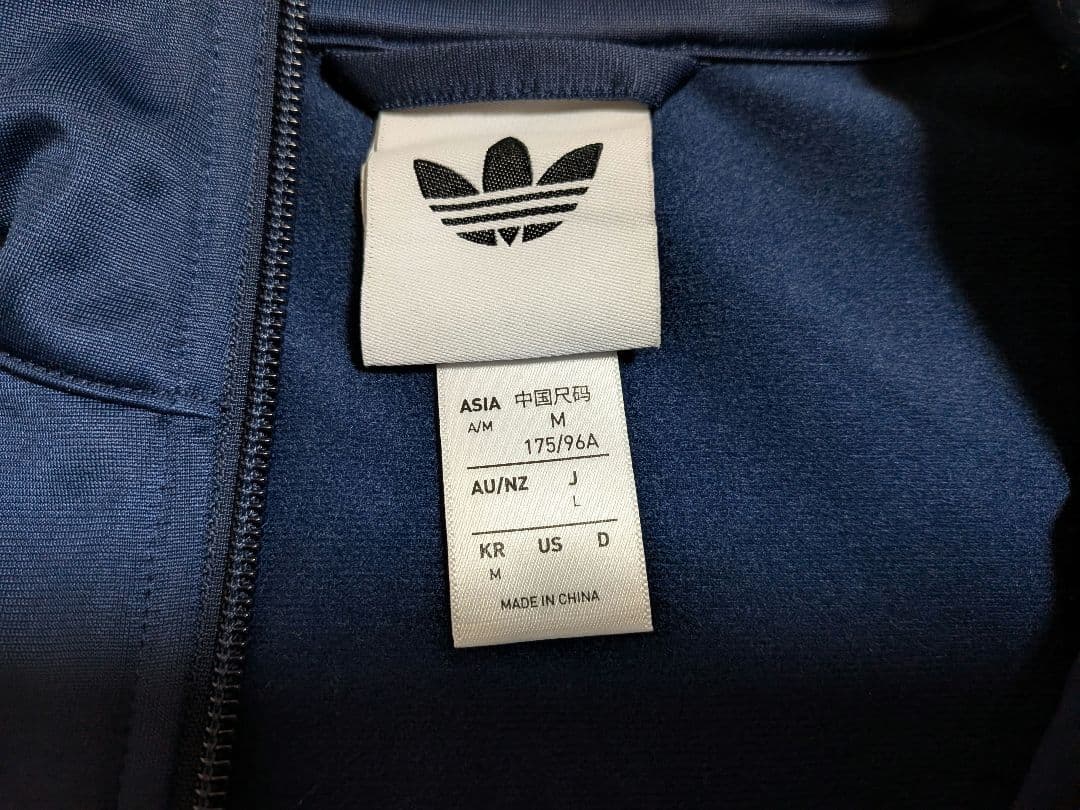 ASIA 中国尺码
A/M M
175/96A
AU/NZ J
L
KR US D
M
MADE IN CHINA